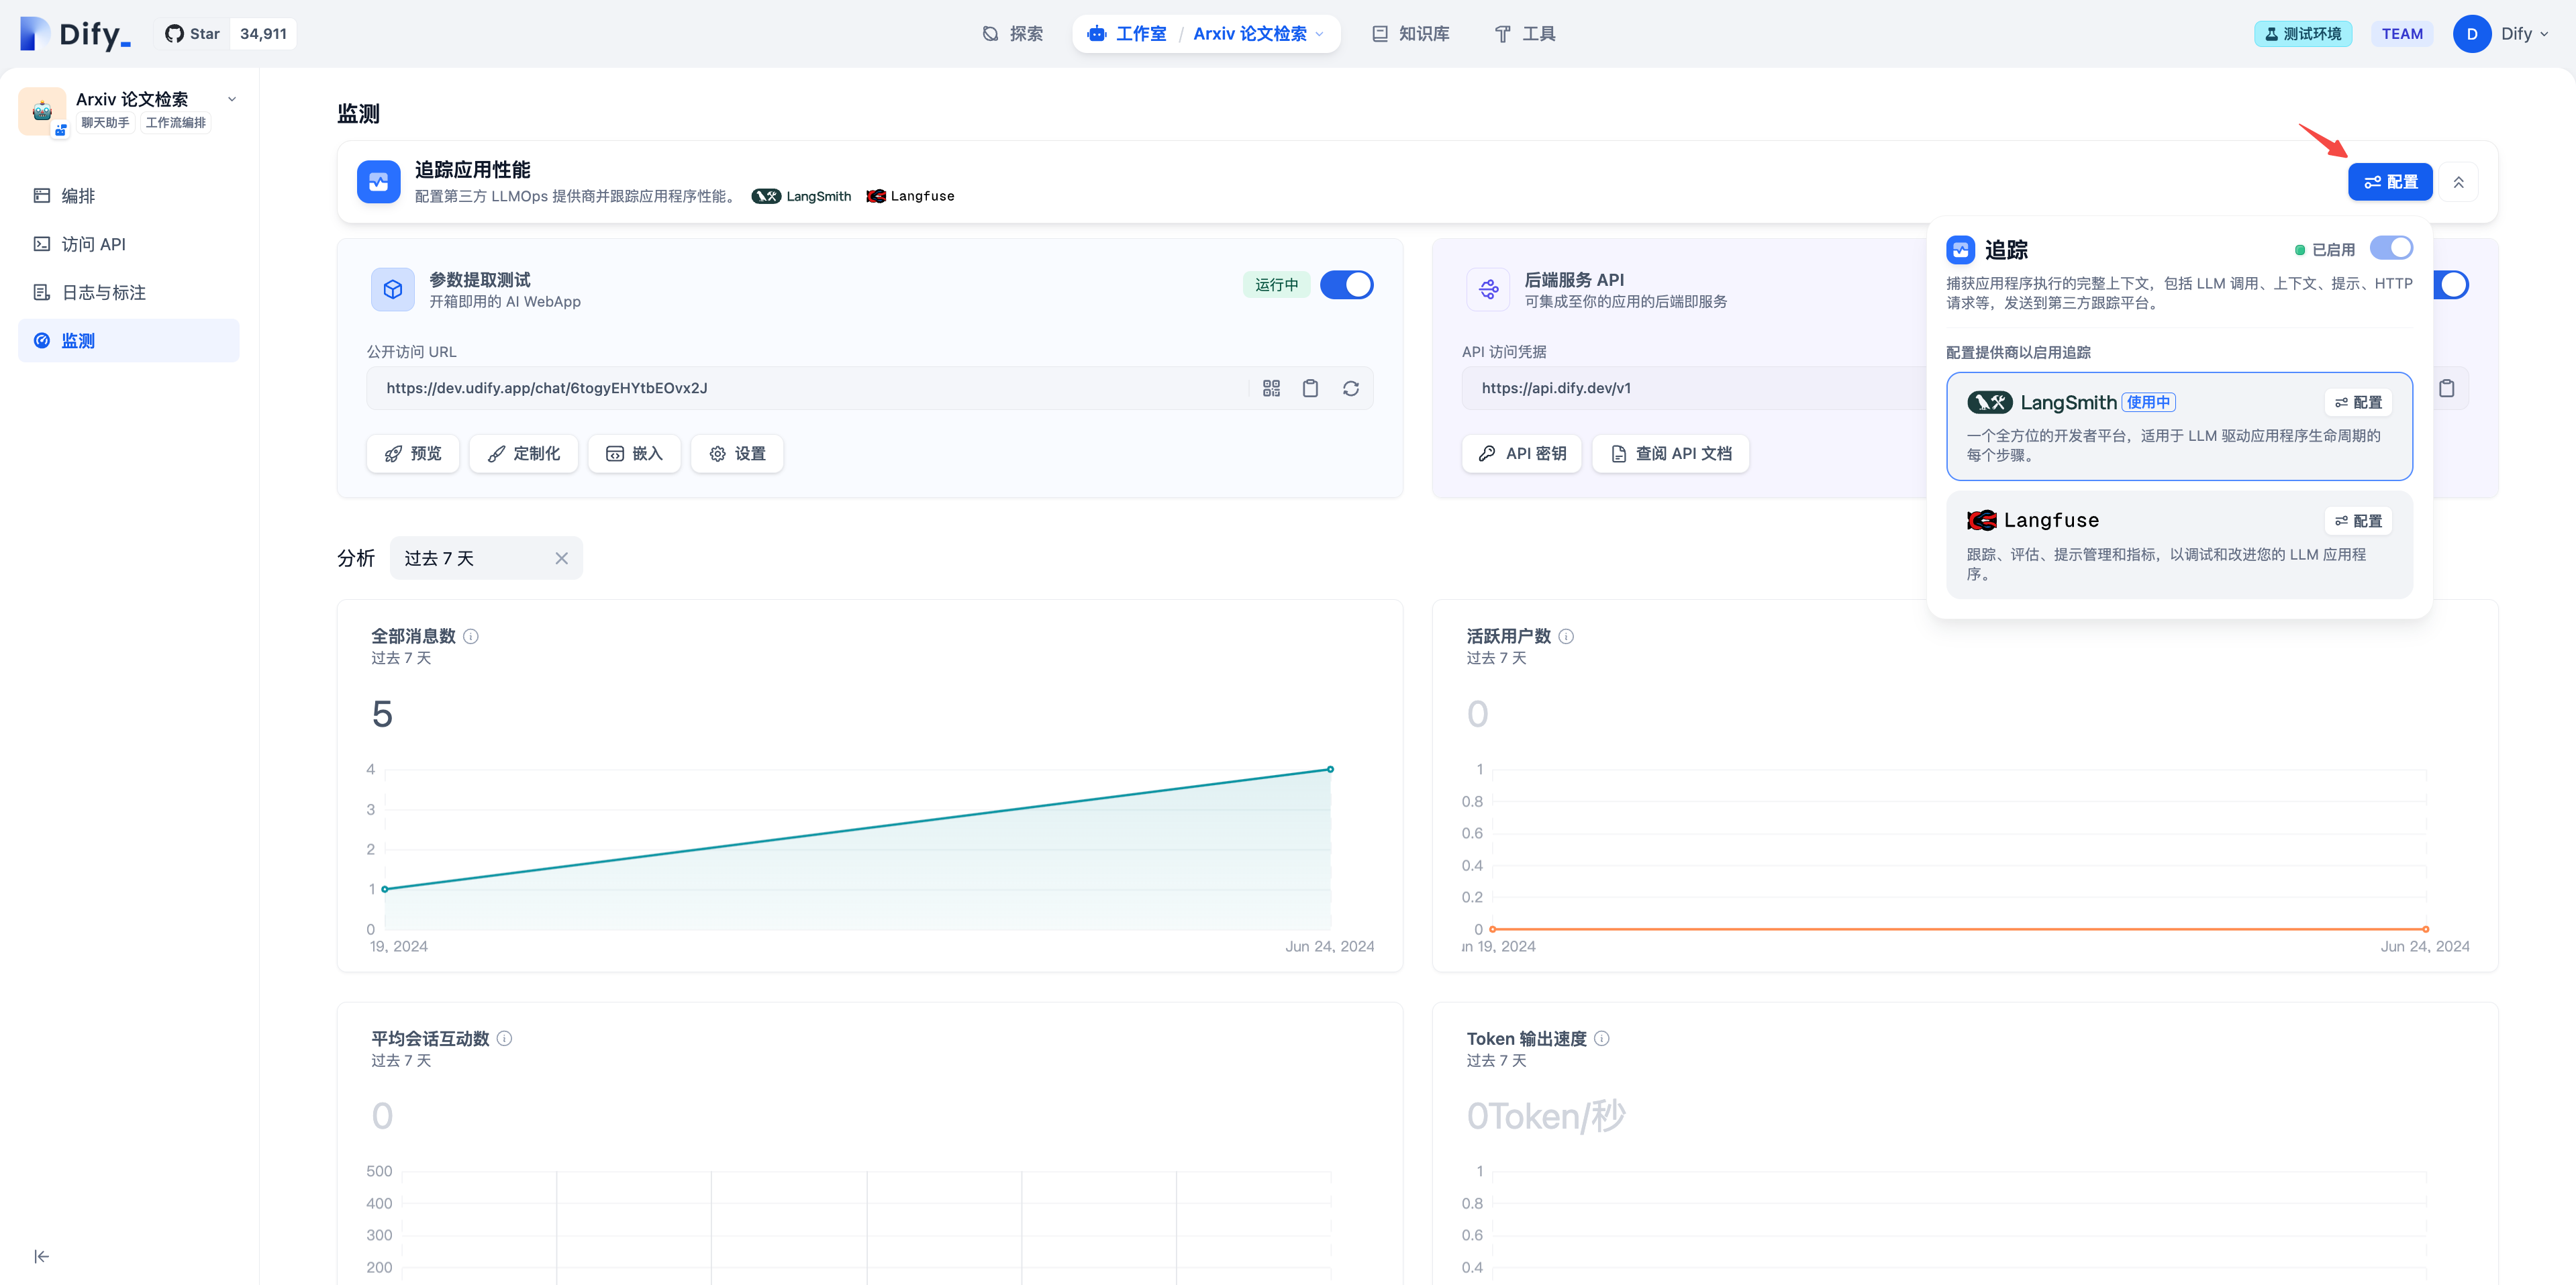 Dify_
Star 34,911
探索
工作室 / Arxiv 论文检索
知识库
工具
测试环境
TEAM
D Dify
Arxiv 论文检索
聊天助手 工作流编排
编排
访问 API
日志与标注
监测
监测
追踪应用性能
配置第三方 LLMOps 提供商并跟踪应用程序性能。 LangSmith Langfuse
配置
参数提取测试
开箱即用的 AI WebApp
运行中
公开访问 URL
https://dev.udify.app/chat/6togyEHYtbEOvx2J
预览 定制化 嵌入 设置
后端服务 API
可集成至你的应用的后端即服务
API 访问凭据
https://api.dify.dev/v1
API 密钥 查阅 API 文档
追踪 已启用
捕获应用程序执行的完整上下文，包括 LLM 调用、上下文、提示、HTTP
请求等，发送到第三方跟踪平台。
配置提供商以启用追踪
LangSmith 使用中 配置
一个全方位的开发者平台，适用于 LLM 驱动应用程序生命周期的
每个步骤。
Langfuse 配置
跟踪、评估、提示管理和指标，以调试和改进您的 LLM 应用程
序。
分析 过去 7 天
全部消息数
过去 7 天
5
4
3
2
1
0
19, 2024 Jun 24, 2024
活跃用户数
过去 7 天
0
1
0.8
0.6
0.4
0.2
0
un 19, 2024 Jun 24, 2024
平均会话互动数
过去 7 天
0
500
400
300
200
Token 输出速度
过去 7 天
0Token/秒
1
0.8
0.6
0.4